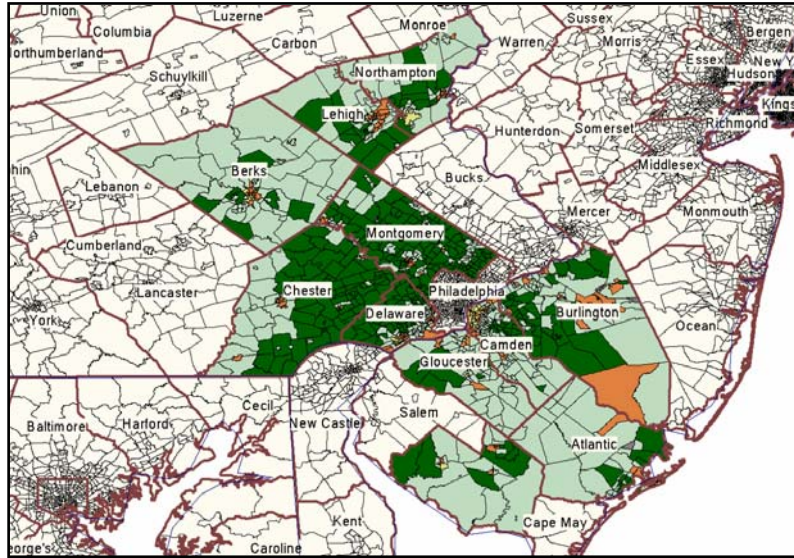 Union
Luzerne
Columbia
Northumberland
Carbon
Monroe
Sussex
Warren
Morris
Bergen
Essex
New Y
Hudson
Kings
Richmond
Schuylkill
Northampton
Lehigh
Hunterdon
Somerset
Middlesex
Berks
Bucks
Lebanon
Mercer
Monmouth
Montgomery
Cumberland
Lancaster
Chester
Philadelphia
Delaware
Burlington
Ocean
York
Camden
Gloucester
Cecil
New Castle
Salem
Baltimore
Harford
Atlantic
Cape May
Kent
Caroline
eorge's